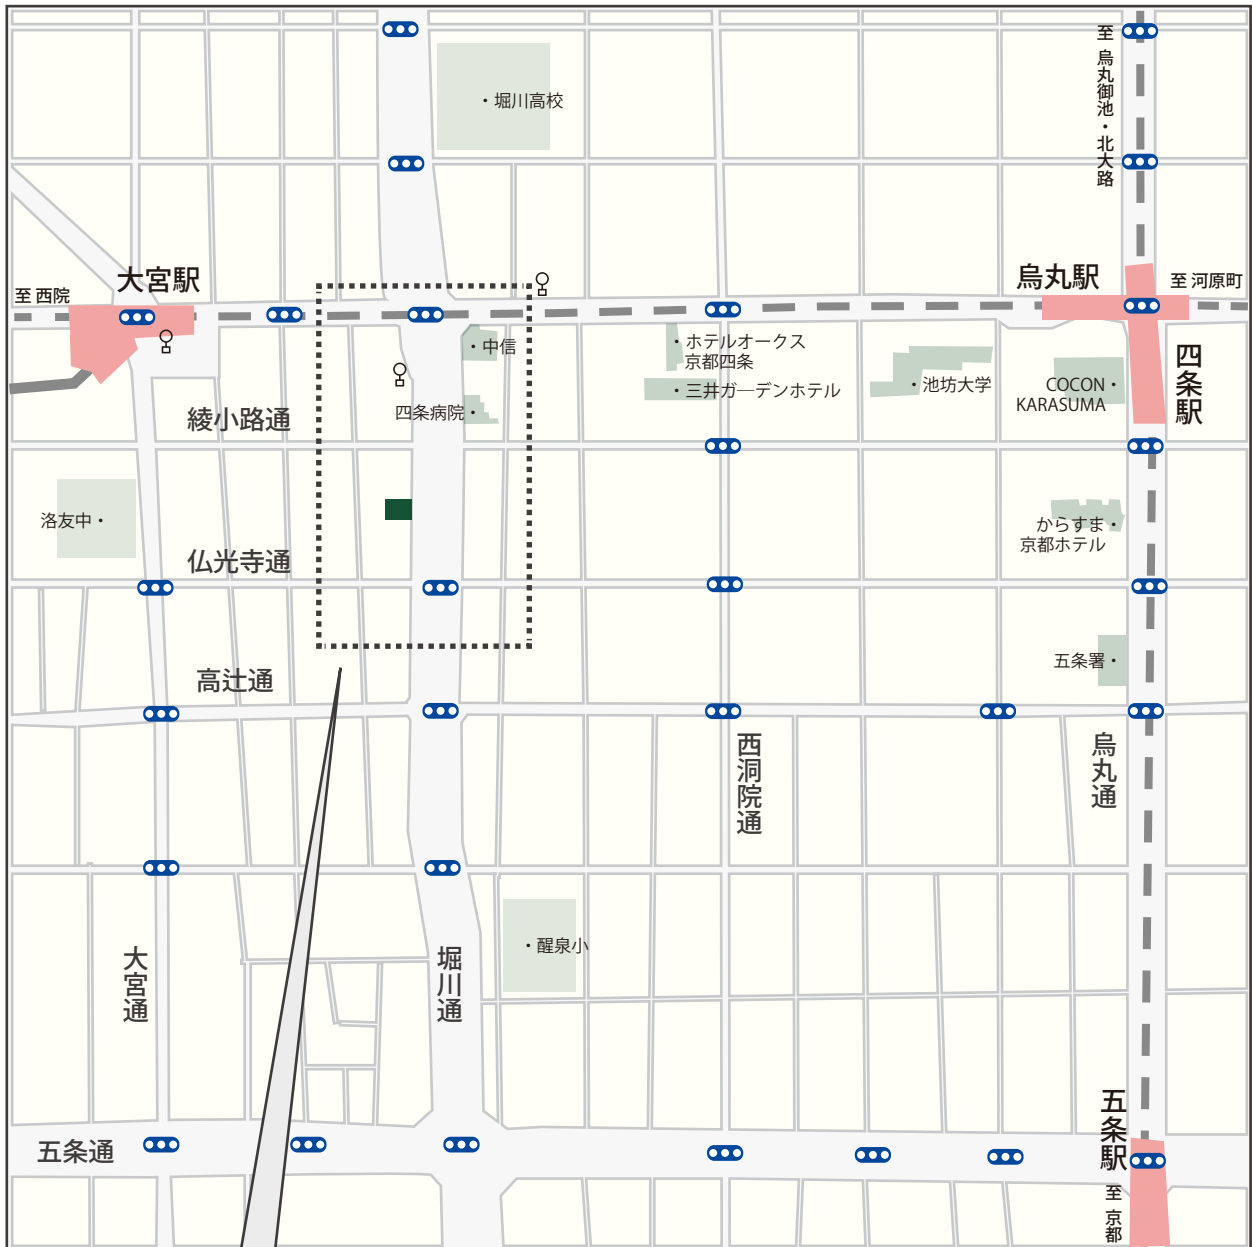 至 烏丸御池・北大路
・堀川高校
大宮駅
至 西院
烏丸駅
至 河原町
・中信
・ホテルオークス
京都四条
・三井ガーデンホテル
・池坊大学
COCON・
KARASUMA
四条駅
綾小路通
四条病院・
洛友中・
からすま・
京都ホテル
仏光寺通
五条署・
高辻通
西洞院通
烏丸通
・醒泉小
大宮通
堀川通
五条通
五条駅
至 京都